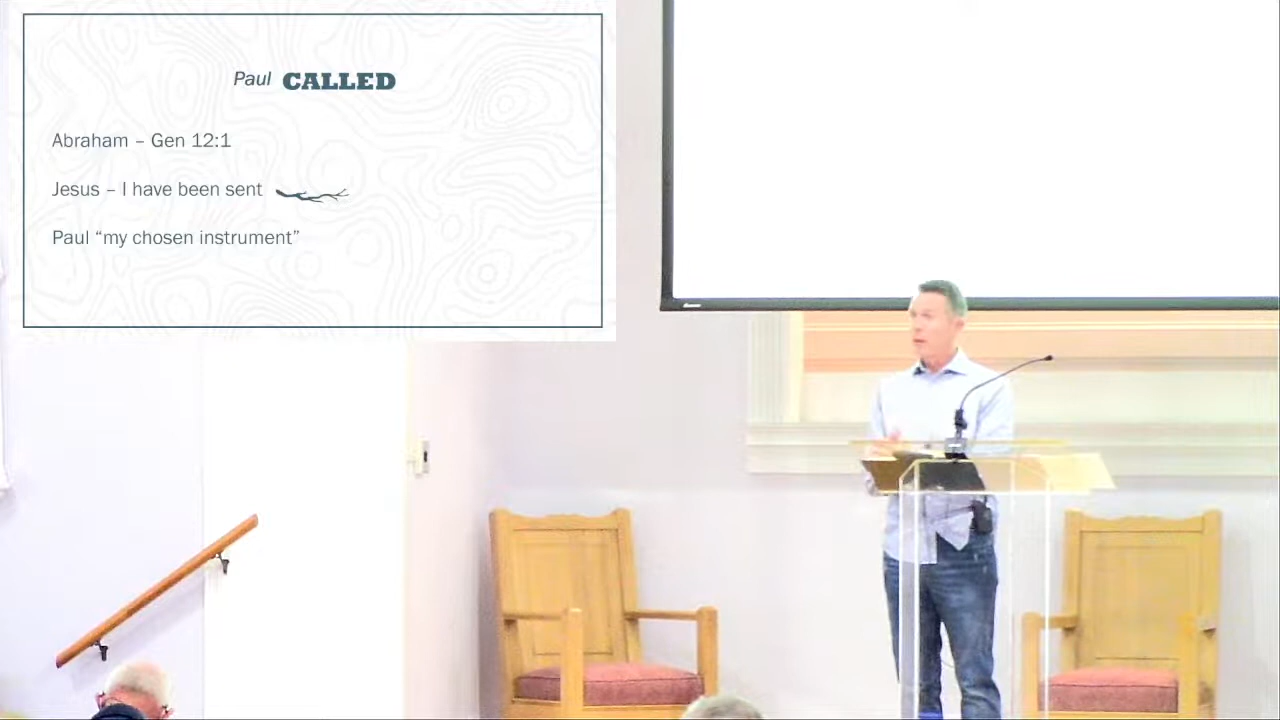 Paul CALLED
Abraham – Gen 12:1
Jesus – I have been sent
Paul “my chosen instrument”